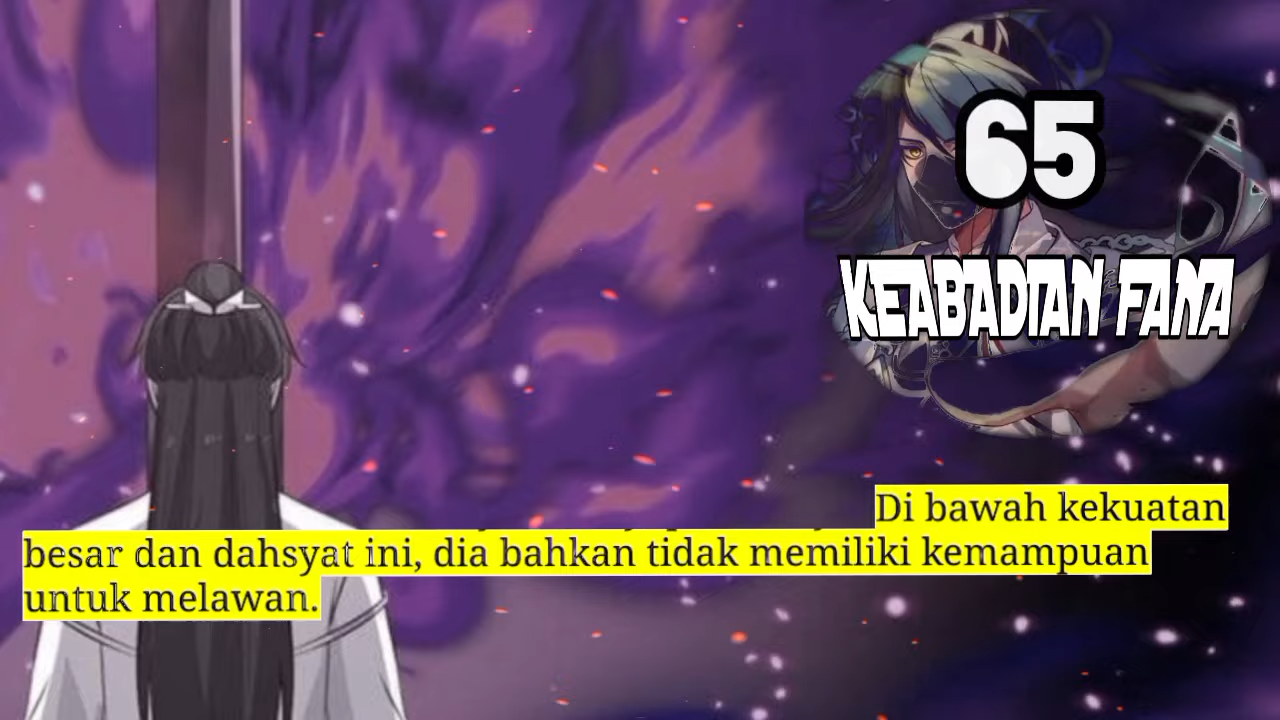 65
KEABADIAN FANA
Di bawah kekuatan
besar dan dahsyat ini, dia bahkan tidak memiliki kemampuan
untuk melawan.